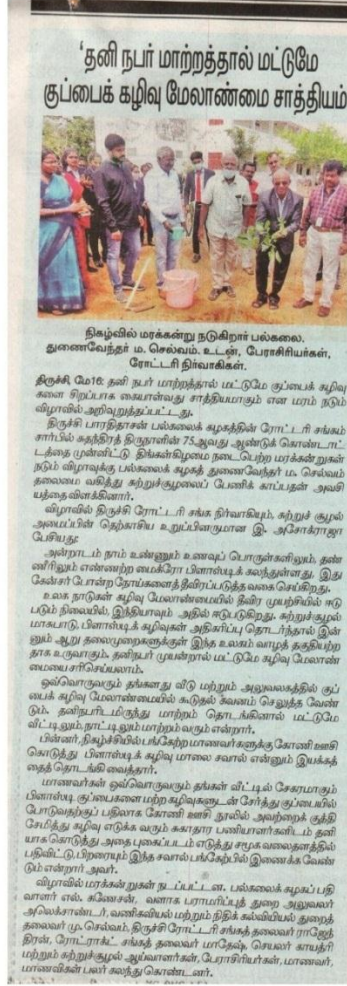 ‘தனி நபர் மாற்றத்தால் மட்டுமே
குப்பைக் கழிவு மேலாண்மை சாத்தியம்
நிகழ்வில் மரக்கன்று நடுகிறார் பல்கலை.
துணைவேந்தர் ம. செல்வம். உடன், பேராசிரியர்கள்,
ரோட்டரி நிர்வாகிகள்.
திருச்சி, மே16: தனி நபர் மாற்றத்தால் மட்டுமே குப்பைக் கழிவு
களை சிறப்பாக கையாள்வது சாத்தியமாகும் என மரம் நடும்
விழாவில் அறிவுறுத்தப்பட்டது.
திருச்சி பாரதிதாசன் பல்கலைக் கழகத்தின் ரோட்டரி சங்கம்
சார்பில் சுதந்திரத் திருநாளின் 75ஆவது ஆண்டுக் கொண்டாட்
டத்தை முன்னிட்டு திங்கள்கிழமை நடைபெற்ற மரக்கன்றுகள்
நடும் விழாவுக்கு பல்கலைக் கழகத் துணைவேந்தர் ம. செல்வம்
தலைமை வகித்து சுற்றுச்சூழலைப் பேணிக் காப்பதன் அவசி
யத்தை விளக்கினார்.
விழாவில் திருச்சி ரோட்டரி சங்க நிர்வாகியும், சுற்றுச் சூழல்
அமைப்பின் தெற்காசிய உறுப்பினருமான இ. அசோக்ராஜா
பேசியது:
அன்றாடம் நாம் உண்ணும் உணவுப் பொருள்களிலும், தண்
ணீரிலும் எண்ணற்ற மைக்ரோ பிளாஸ்டிக் கலந்துள்ளது. இது
கேன்சர் போன்ற நோய்களைத் தீவிரப்படுத்த வகை செய்கிறது.
உலக நாடுகள் கழிவு மேலாண்மையில் தீவிர முயற்சியில் ஈடு
படும் நிலையில், இந்தியாவும் அதில் ஈடுபடுகிறது. சுற்றுச்சூழல்
மாசுபாடு, பிளாஸ்டிக் கழிவுகள் அதிகரிப்பு தொடர்ந்தால் இன்
னும் ஆறு தலைமுறைகளுக்குள் இந்த உலகம் வாழத் தகுதியற்ற
தாக உருவாகும். தனிநபர் முயன்றால் மட்டுமே கழிவு மேலாண்
மையை சரிசெய்யலாம்.
ஒவ்வொருவரும் தங்களது வீடு மற்றும் அலுவலகத்தில் குப்
பைக் கழிவு மேலாண்மையில் கூடுதல் கவனம் செலுத்த வேண்
டும். தனிநபரிடமிருந்து மாற்றம் தொடங்கினால் மட்டுமே
வீட்டிலும், நாட்டிலும் மாற்றம் வரும் என்றார்.
பின்னர், நிகழ்ச்சியில் பங்கேற்ற மாணவர்களுக்கு கோணி ஊசி
கொடுத்து பிளாஸ்டிக் கழிவு மாலை சவால் என்னும் இயக்கத்
தைத் தொடங்கி வைத்தார்.
மாணவர்கள் ஒவ்வொருவரும் தங்கள் வீட்டில் சேகரமாகும்
பிளாஸ்டிக் குப்பைகளை மற்ற கழிவுகளுடன் சேர்த்து குப்பையில்
போடுவதற்குப் பதிலாக கோணி ஊசி நூலில் அவற்றைக் குத்தி
சேமித்து கழிவு எடுக்க வரும் சுகாதார பணியாளர்களிடம் தனி
யாக கொடுத்து அதை புகைப்படம் எடுத்து சமூக வலைதளத்தில்
பதிவிட்டு, பிறரையும் இந்த சவால் பங்கேற்பில் இணைக்க வேண்
டும் என்றார் அவர்.
விழாவில் மரக்கன்றுகள் நடப்பட்டன. பல்கலைக் கழகப் பதி
வாளர் எல். கணேசன், வளாக பராமரிப்புத் துறை அலுவலர்
அலெக்சாண்டர், வணிகவியல் மற்றும் நிதிக் கல்வியியல் துறைத்
தலைவர் மு. செல்வம், திருச்சி ரோட்டரி சங்கத் தலைவர் ராஜேந்
திரன், ரோட்ராக்ட் சங்கத் தலைவர் மாதேஷ், செயலர் காயத்ரி
மற்றும் சுற்றுச்சூழல் ஆய்வாளர்கள், பேராசிரியர்கள், மாணவர்,
மாணவிகள் பலர் கலந்து கொண்டனர்.